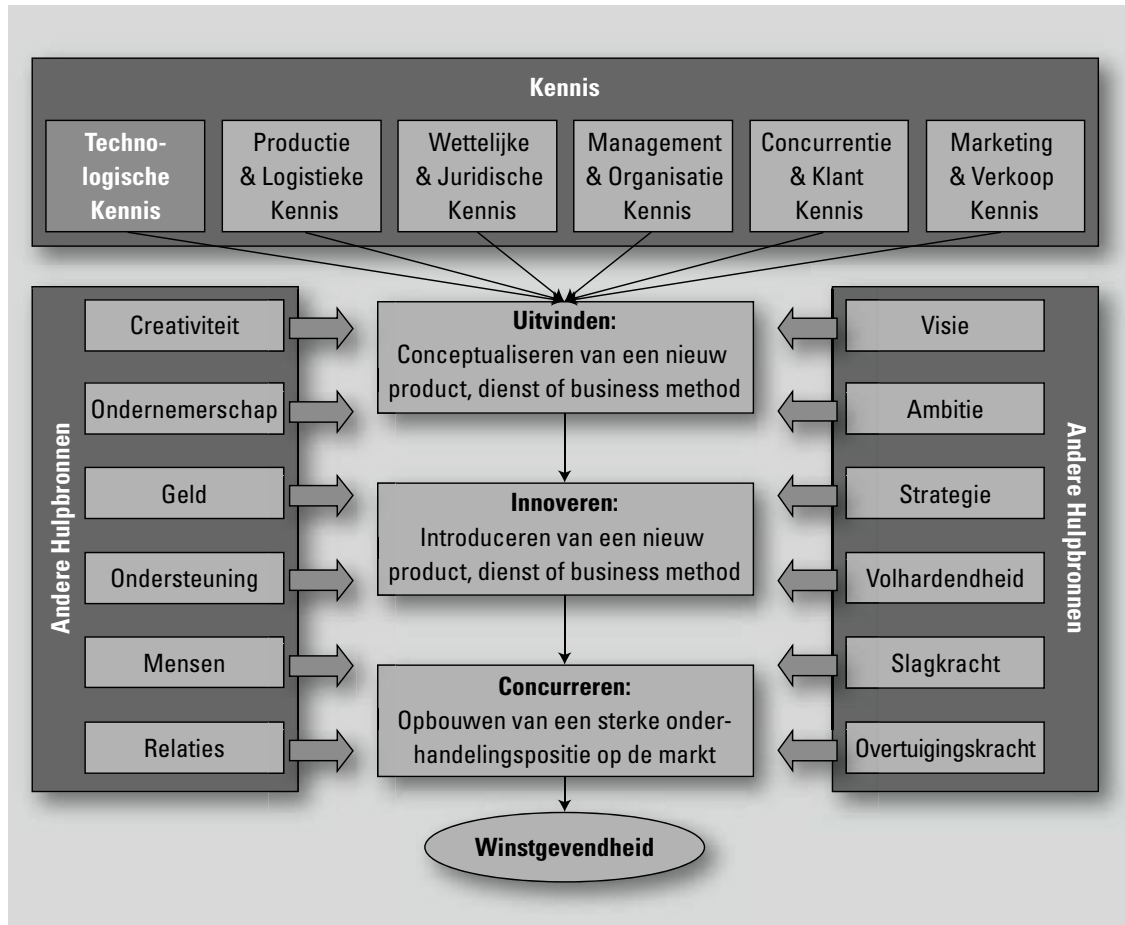 Kennis
Techno-
logische
Kennis
Productie
& Logistieke
Kennis
Wettelijke
& Juridische
Kennis
Management
& Organisatie
Kennis
Concurrentie
& Klant
Kennis
Marketing
& Verkoop
Kennis
Andere Hulpbronnen
Creativiteit
Ondernemerschap
Geld
Ondersteuning
Mensen
Relaties
Uitvinden:
Conceptualiseren van een nieuw
product, dienst of business method
Innoveren:
Introduceren van een nieuw
product, dienst of business method
Concurreren:
Opbouwen van een sterke onder-
handelingspositie op de markt
Winstgevendheid
Visie
Ambitie
Strategie
Volhardendheid
Slagkracht
Overtuigingskracht
Andere Hulpbronnen